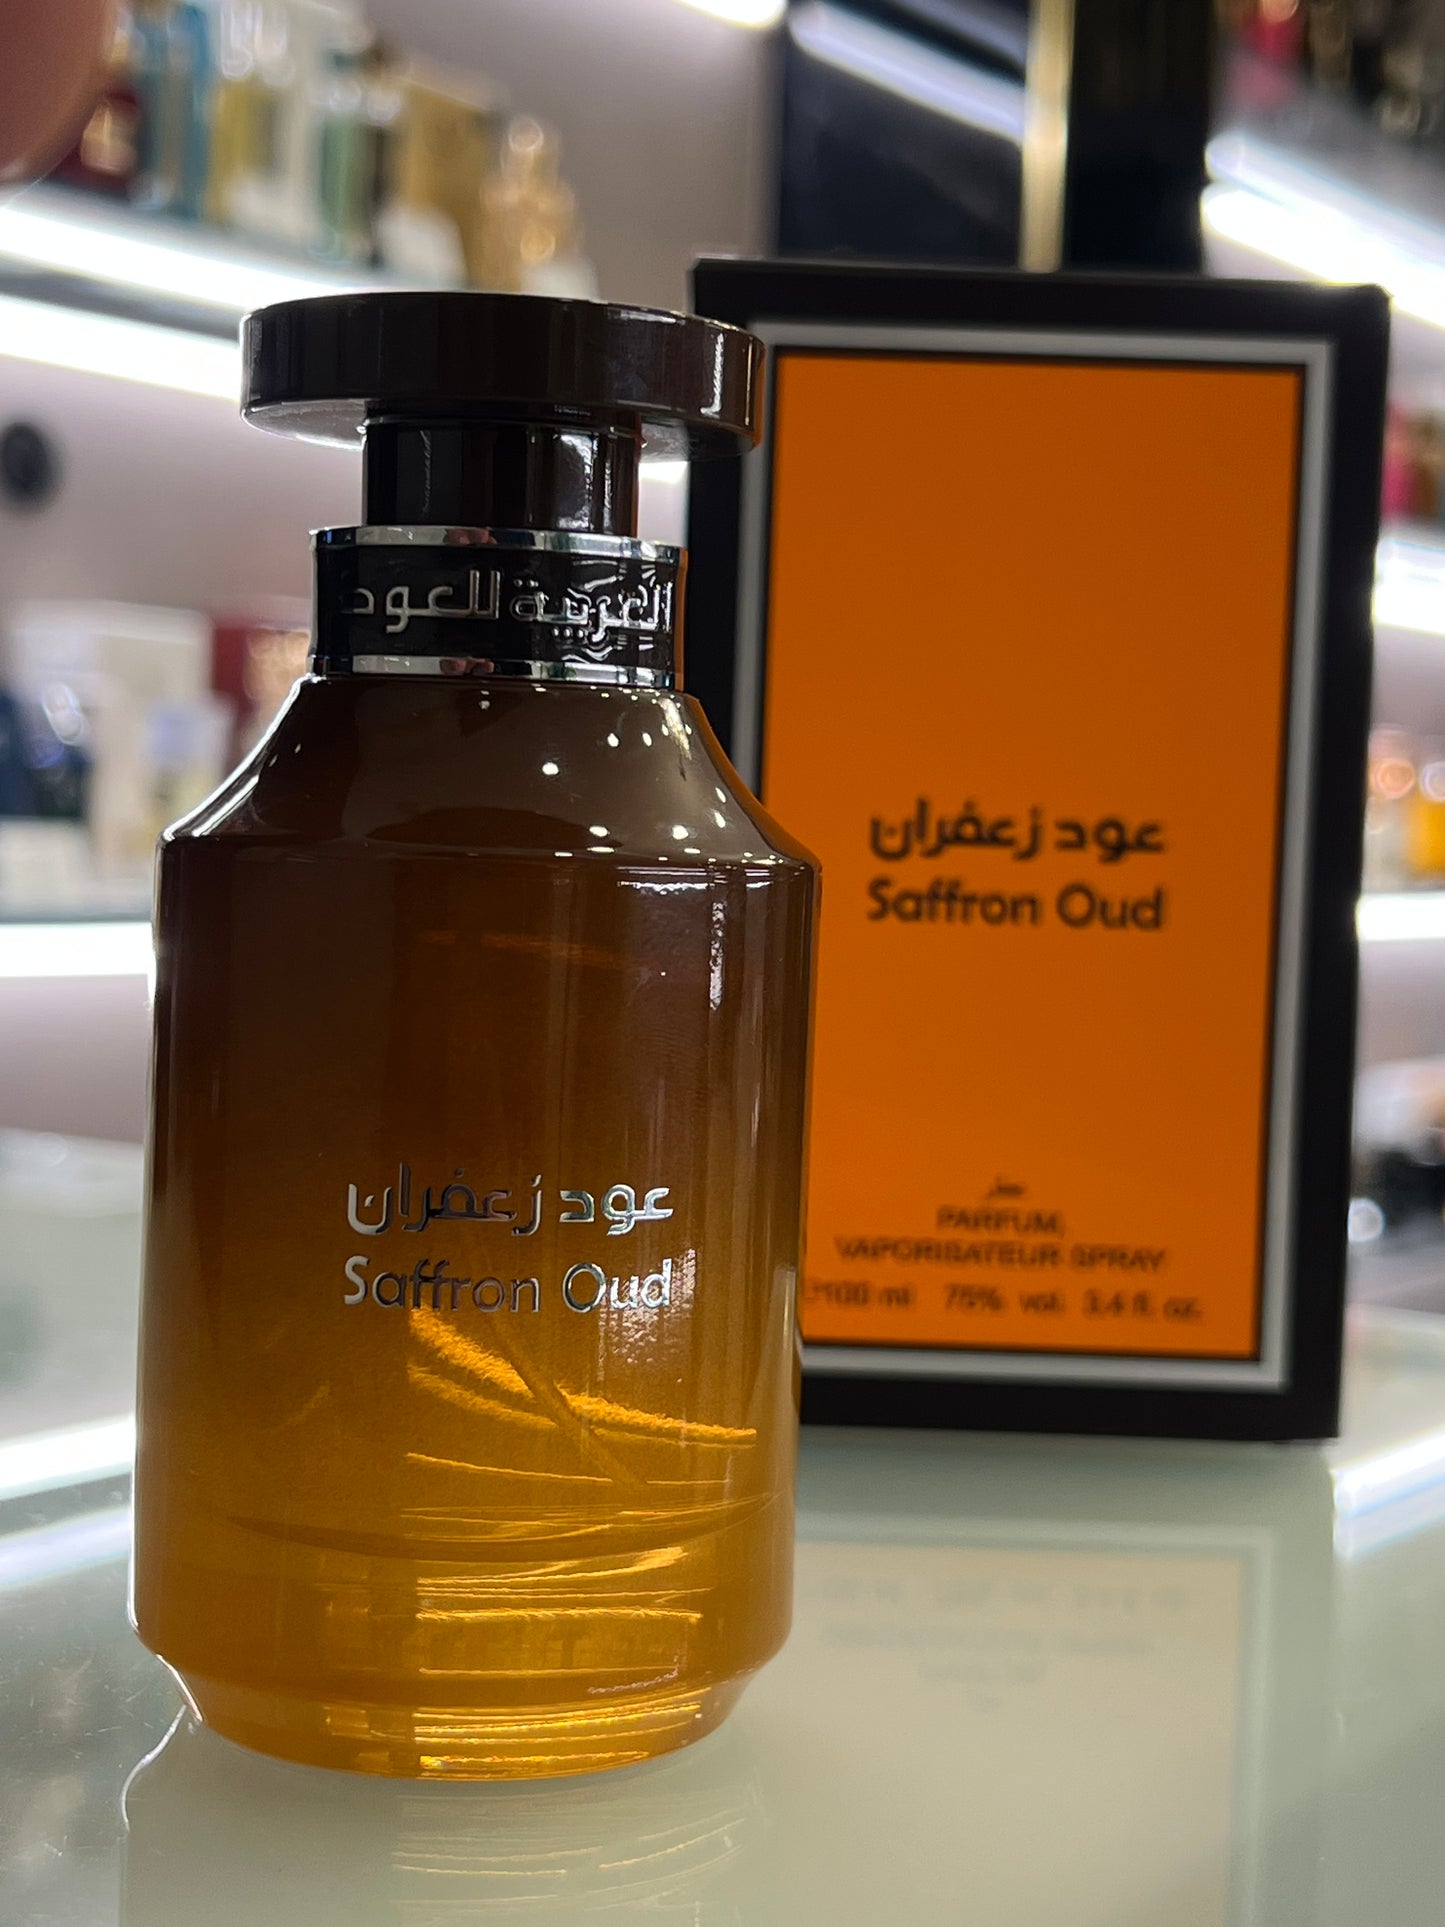 العربية للعود
عود زعفران
Saffron Oud
عود زعفران
Saffron Oud
عطر
PARFUM,
VAPORISATEUR SPRAY
100 ml 75% vol. 3.4 fl. oz.